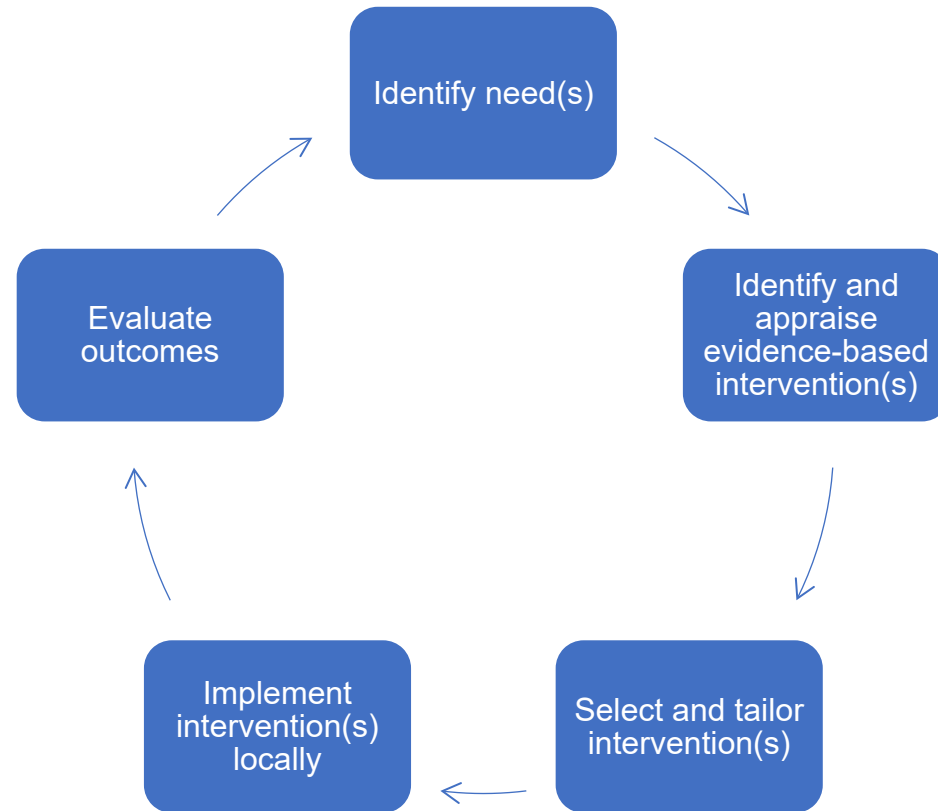 Identify need(s)
Identify and
appraise
evidence-based
intervention(s)
Select and tailor
intervention(s)
Implement
intervention(s)
locally
Evaluate
outcomes